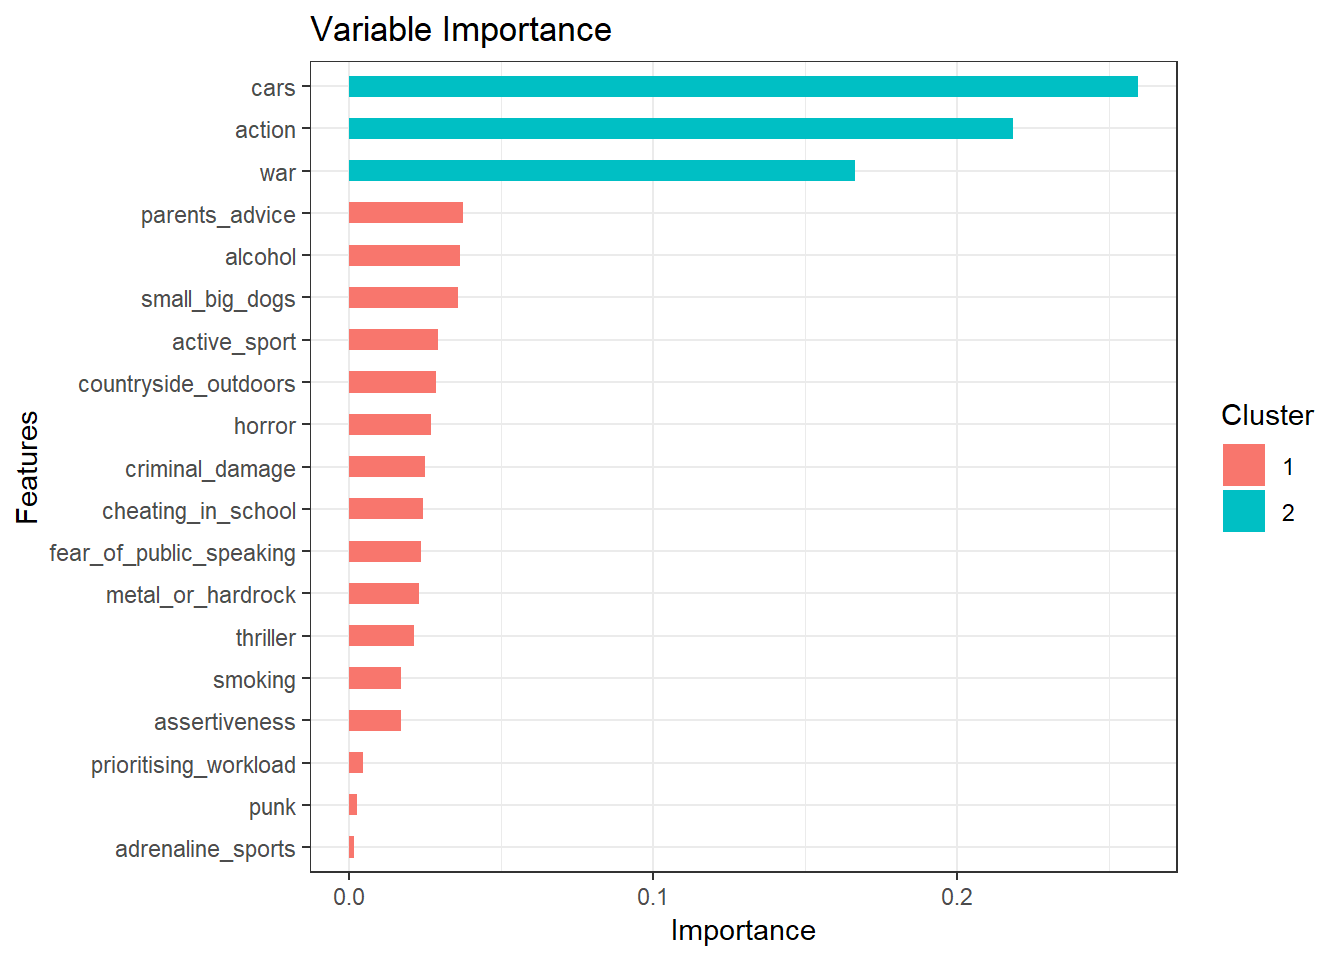 Variable Importance
cars
action
war
parents_advice
alcohol
small_big_dogs
active_sport
countryside_outdoors
horror
criminal_damage
cheating_in_school
fear_of_public_speaking
metal_or_hardrock
thriller
smoking
assertiveness
prioritising_workload
punk
adrenaline_sports
Features
0.0 0.1 0.2
Importance
Cluster
1
2